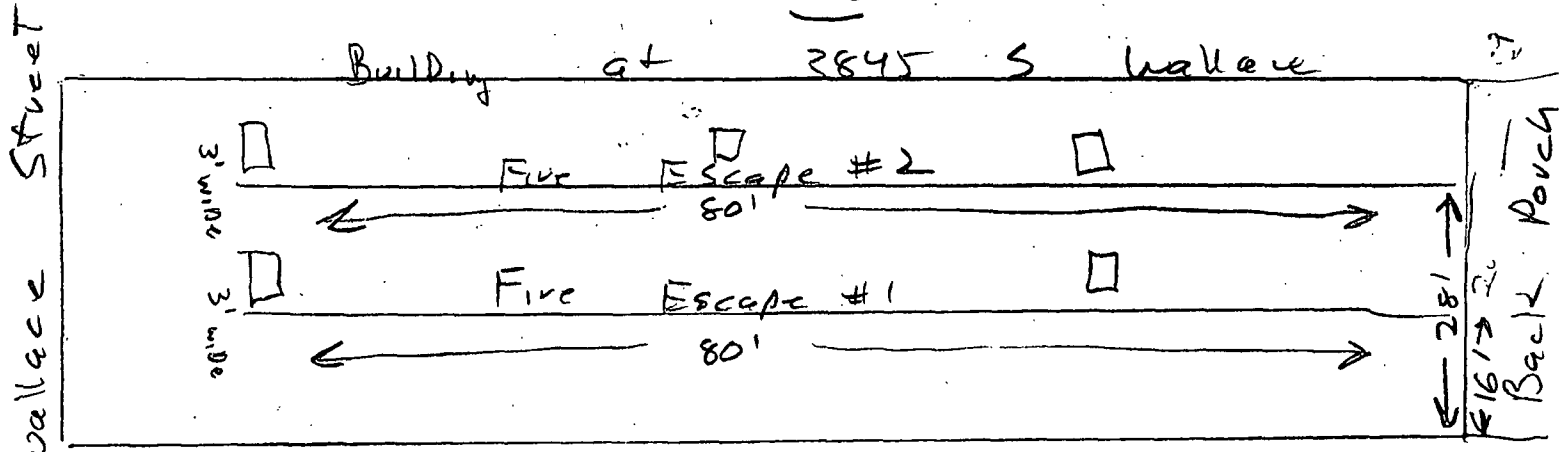 Building at 2845 S Wallace
Wallace Street
3' wide
Fire Escape #2
80'
3' wide
Fire Escape #1
80'
28'
16'
Back Porch